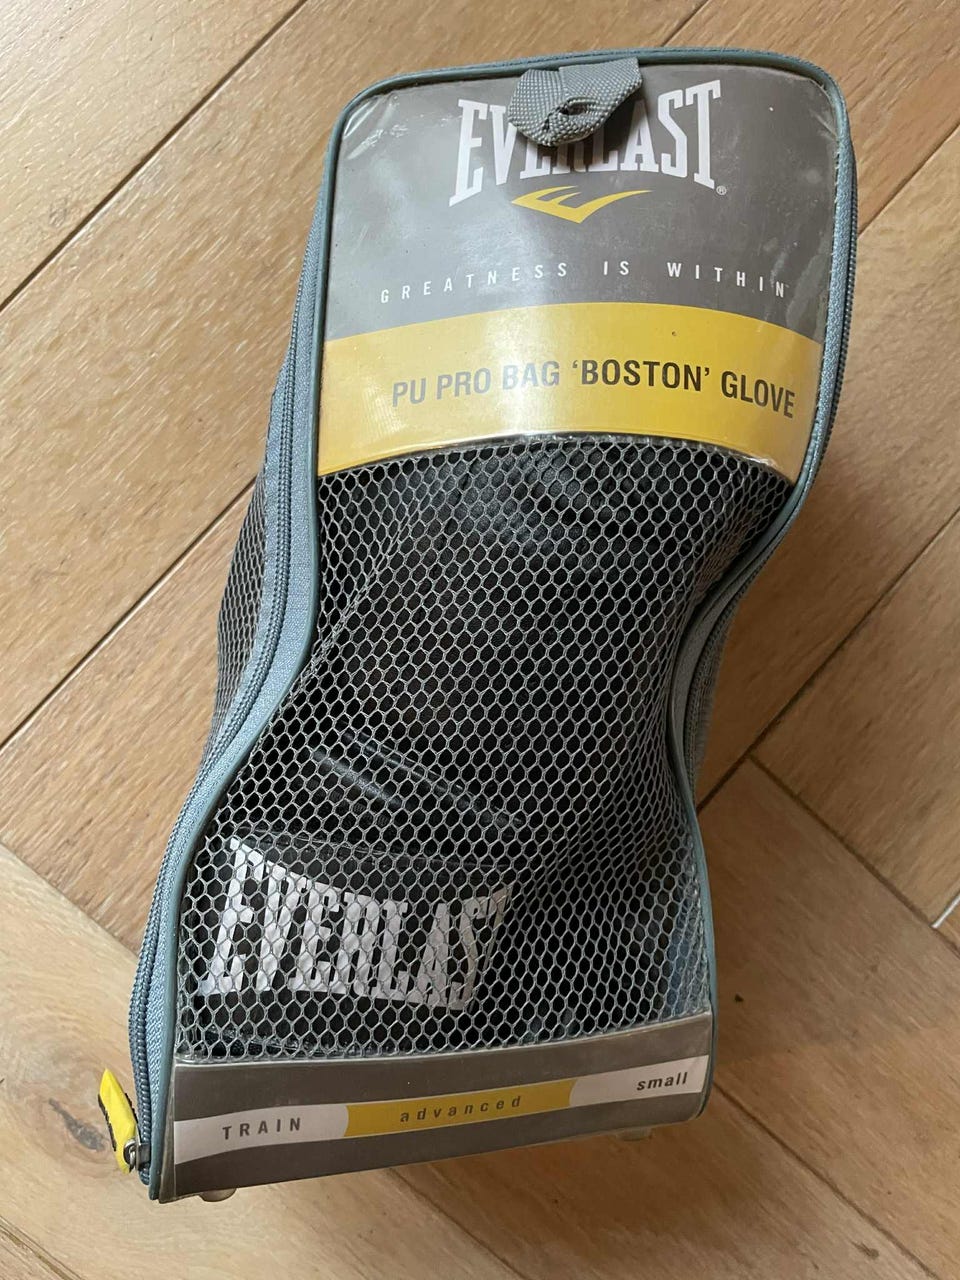 EVERLAST®
GREATNESS IS WITHIN
PU PRO BAG ‘BOSTON’ GLOVE
EVERLAST
TRAIN advanced small